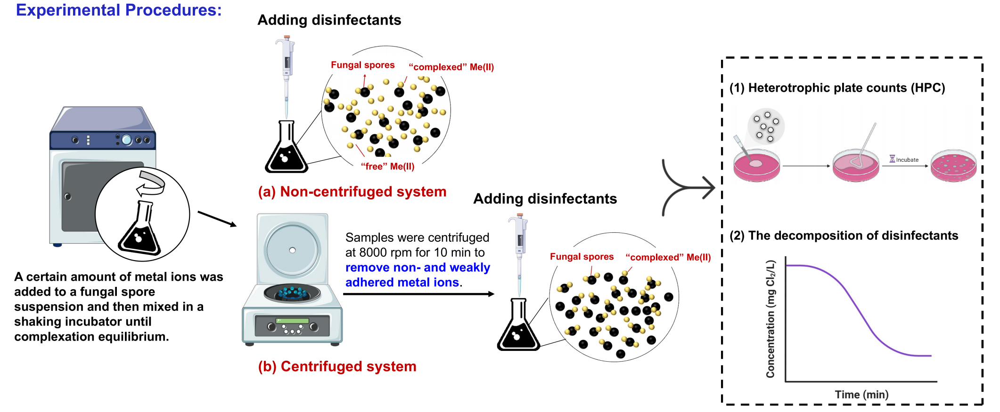 Experimental Procedures:
Adding disinfectants
Fungal spores
“complexed” Me(II)
“free” Me(II)
(a) Non-centrifuged system
A certain amount of metal ions was
added to a fungal spore
suspension and then mixed in a
shaking incubator until
complexation equilibrium.
Samples were centrifuged
at 8000 rpm for 10 min to
remove non- and weakly
adhered metal ions.
(b) Centrifuged system
Adding disinfectants
Fungal spores
“complexed” Me(II)
(1) Heterotrophic plate counts (HPC)
Incubate
(2) The decomposition of disinfectants
Concentration (mg Cl₂/L)
Time (min)